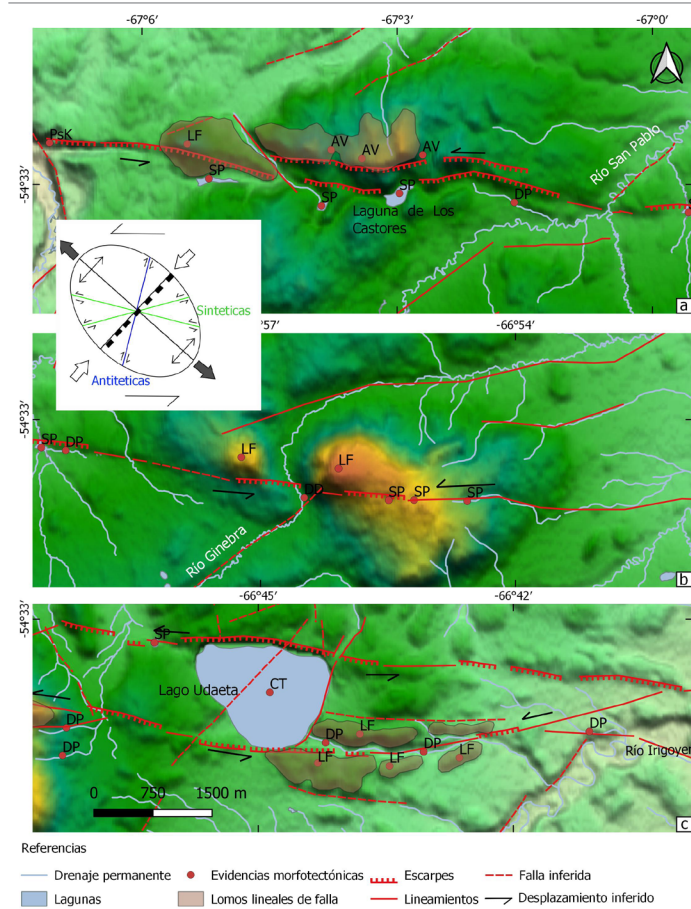 -67°6' -67°3' -67°0'
PsK LF AV AV AV
SP SP SP DP
-54°33'
Río San Pablo
Laguna de Los
Castores
a
Sinteticas
Antiteticas
-66°54'
-54°33'
SP DP LF LF
DP SP SP SP
Río Ginebra
b
-66°45' -66°42'
-54°33'
SP
Lago Udaeta CT
DP DP LF DP DP
DP LF LF LF
Río Irigoyen
0 750 1500 m
c
Referencias
Drenaje permanente Evidencias morfotectónicas Escarpes Falla inferida
Lagunas Lomos lineales de falla Lineamientos Desplazamiento inferido